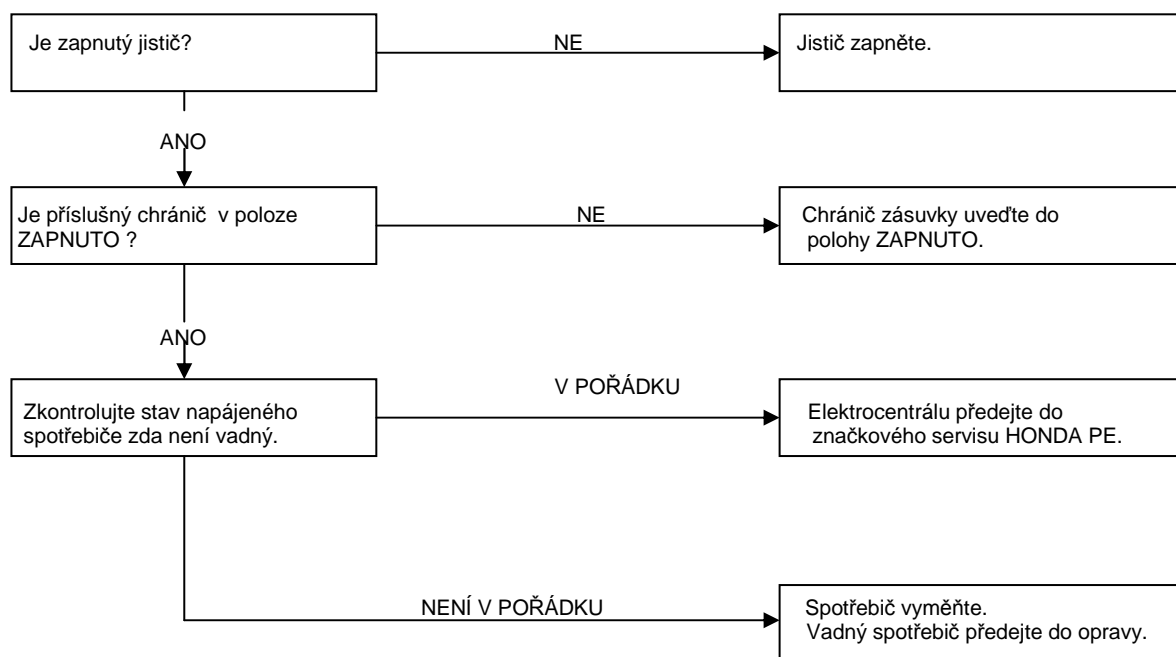 Je zapnutý jistič?
NE
Jistič zapněte.
ANO
Je příslušný chránič v poloze
ZAPNUTO ?
NE
Chránič zásuvky uveďte do
polohy ZAPNUTO.
ANO
Zkontrolujte stav napájeného
spotřebiče zda není vadný.
V POŘÁDKU
Elektrocentrálu předejte do
značkového servisu HONDA PE.
NENÍ V POŘÁDKU
Spotřebič vyměňte.
Vadný spotřebič předejte do opravy.